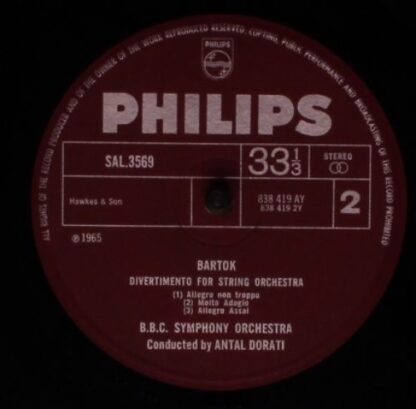 ALL RIGHTS OF THE RECORD PRODUCER AND OF THE OWNER OF THE WORK REPRODUCED RESERVED. COPYING, PUBLIC PERFORMANCE AND BROADCASTING OF THIS RECORD PROHIBITED
PHILIPS
PHILIPS
SAL.3569
33 1/3
STEREO
Hawkes & Son
838 419 AY
838 419 2Y
2
℗ 1965
BARTOK
DIVERTIMENTO FOR STRING ORCHESTRA
(1) Allegro non troppo
(2) Molto Adagio
(3) Allegro Assai
B.B.C. SYMPHONY ORCHESTRA
Conducted by ANTAL DORATI